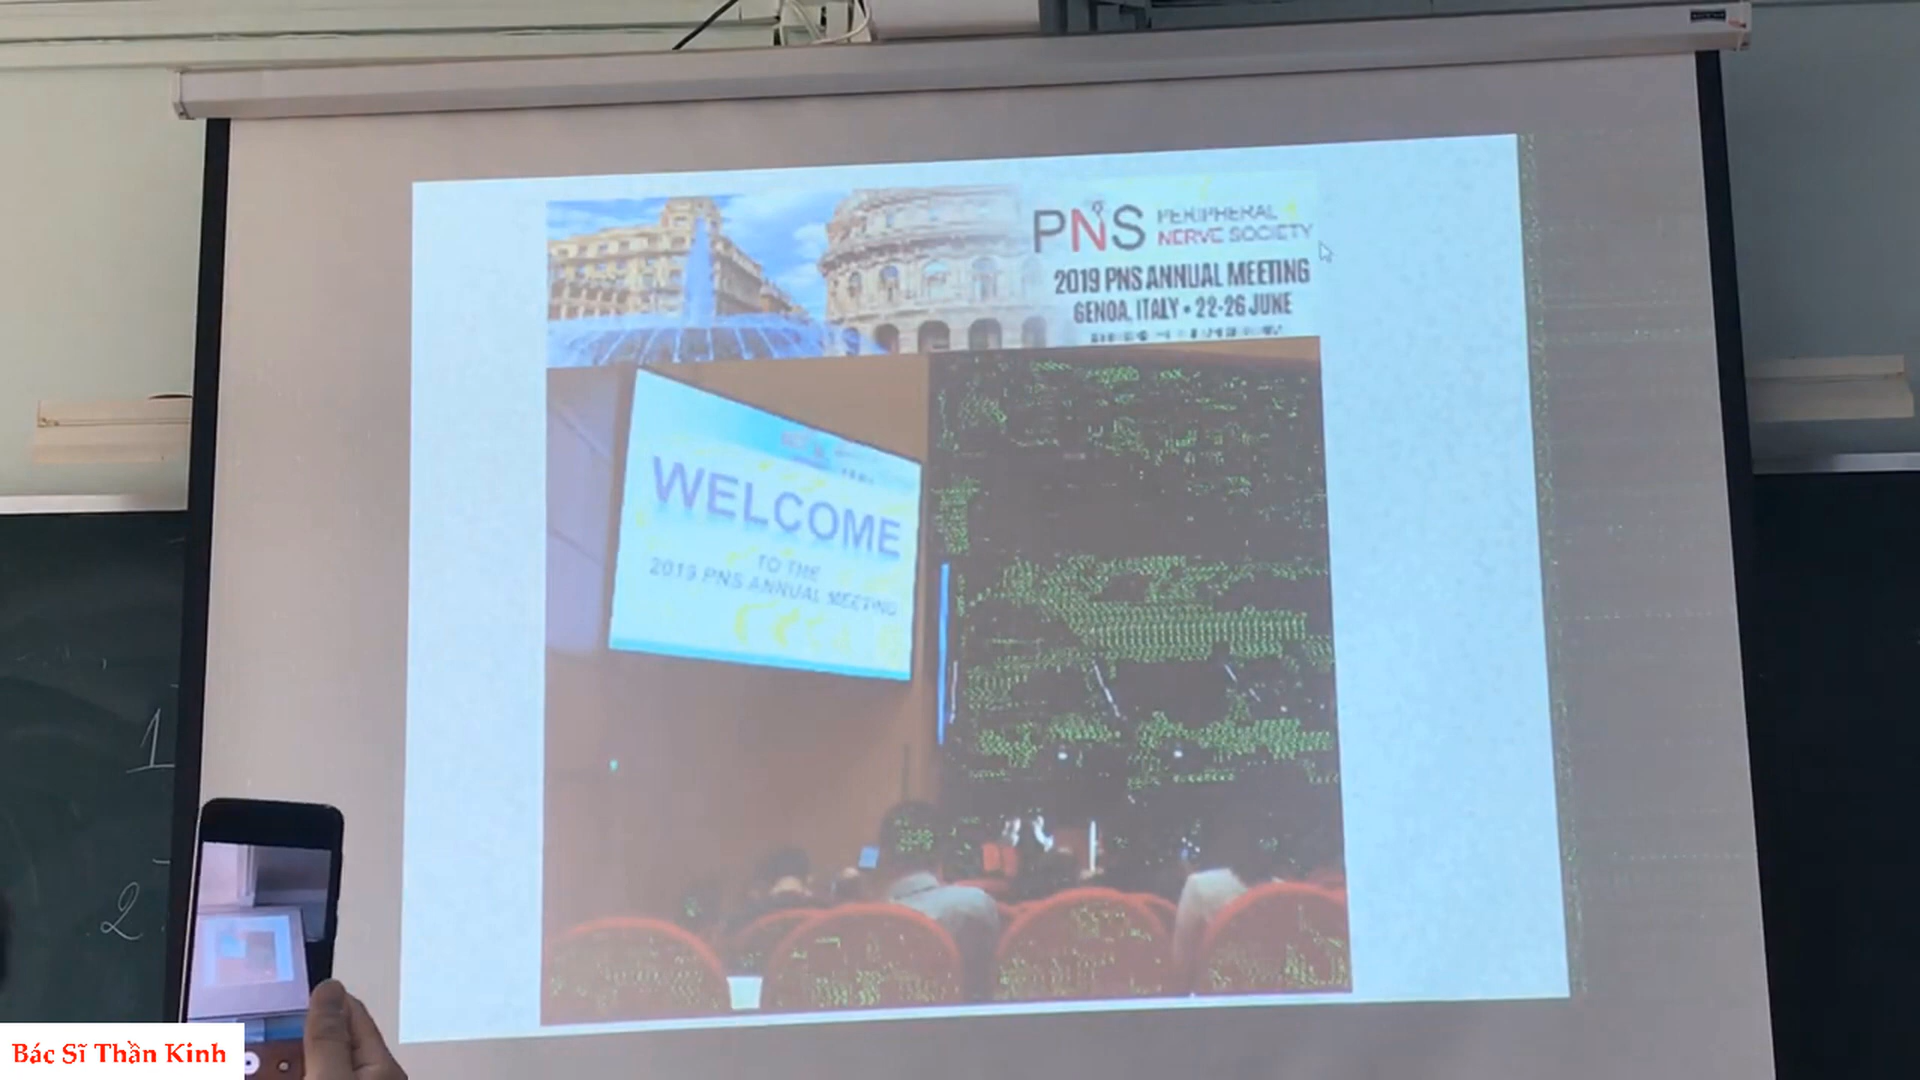 PNS PERIPHERAL
NERVE SOCIETY
2019 PNS ANNUAL MEETING
GENOA, ITALY • 22-26 JUNE
WELCOME
TO THE
2019 PNS ANNUAL MEETING
1
2
Bác Sĩ Thần Kinh